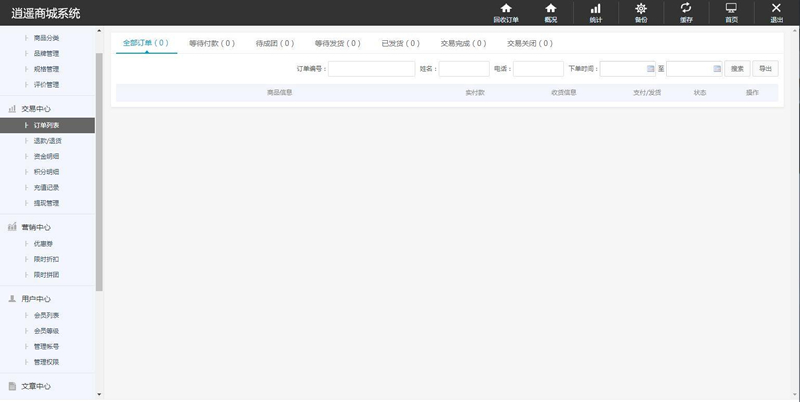 逍遥商城系统
回收订单 概况 统计 备份 缓存 首页 退出
商品分类
品牌管理
规格管理
评价管理
交易中心
订单列表
退款/退货
资金明细
积分明细
充值记录
提现管理
营销中心
优惠券
限时折扣
限时拼团
用户中心
会员列表
会员等级
管理帐号
管理权限
文章中心
全部订单（0） 等待付款（0） 待成团（0） 等待发货（0） 已发货（0） 交易完成（0） 交易关闭（0）
订单编号： 姓名： 电话： 下单时间： 至 搜索 导出
商品信息 实付款 收货信息 支付/发货 状态 操作